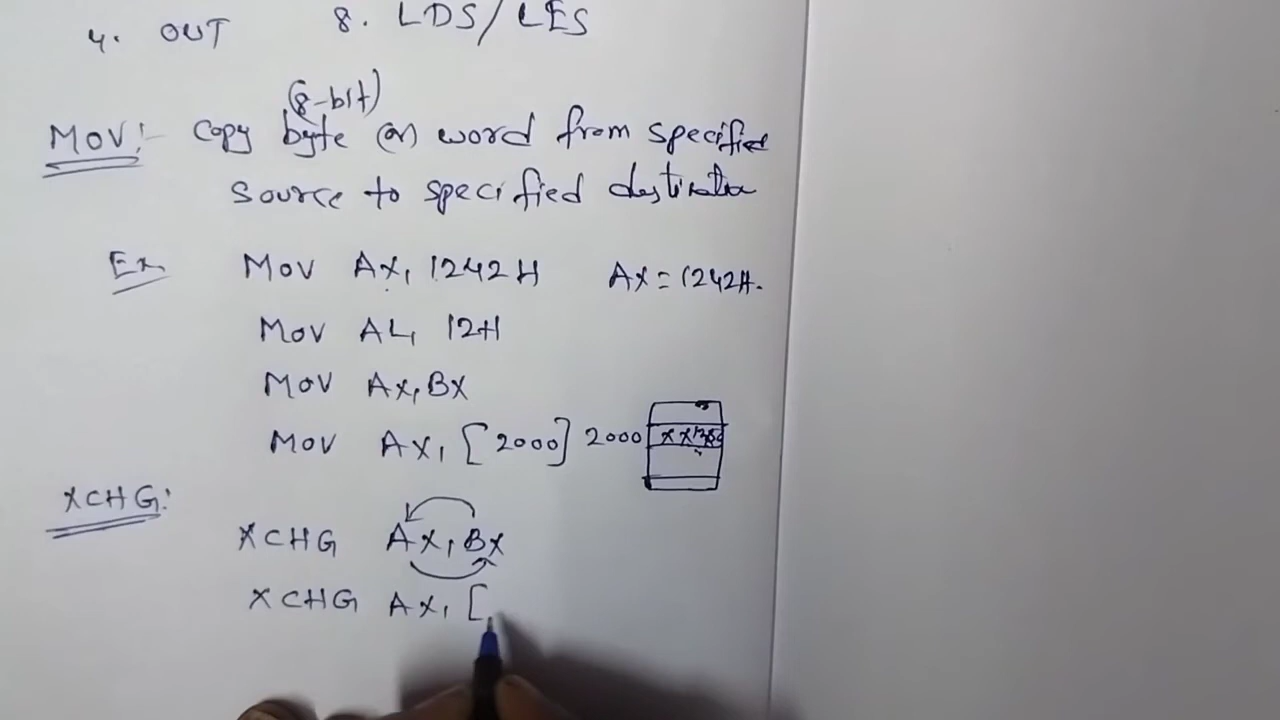 4. OUT 8. LDS/LES
(8-bit)
MOV:- Copy byte (or) word from specified
source to specified destination
Ex MOV AX, 1242H AX = 1242H.
MOV AL, 12H
MOV AX, BX
MOV AX, [2000] 2000
XCHG:
XCHG AX, BX
XCHG AX, [